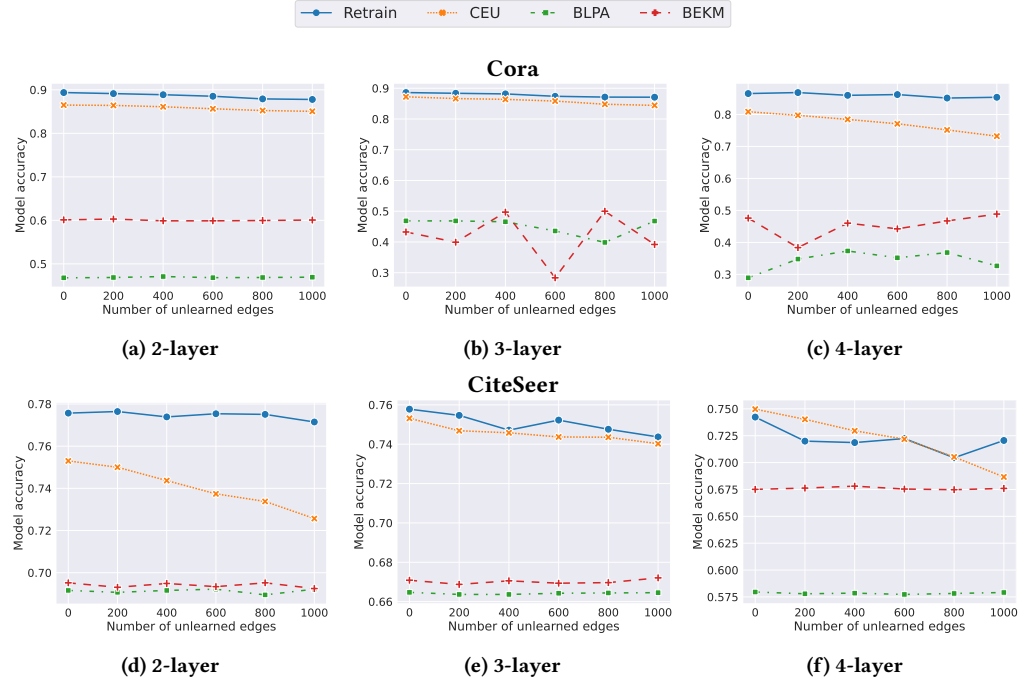 Retrain CEU BLPA BEKM
Cora
0.9
0.8
0.7
0.6
0.5
Model accuracy
0 200 400 600 800 1000
Number of unlearned edges
(a) 2-layer
0.9
0.8
0.7
0.6
0.5
0.4
0.3
Model accuracy
0 200 400 600 800 1000
Number of unlearned edges
(b) 3-layer
0.8
0.7
0.6
0.5
0.4
0.3
Model accuracy
0 200 400 600 800 1000
Number of unlearned edges
(c) 4-layer
CiteSeer
0.78
0.76
0.74
0.72
0.70
Model accuracy
0 200 400 600 800 1000
Number of unlearned edges
(d) 2-layer
0.76
0.74
0.72
0.70
0.68
0.66
Model accuracy
0 200 400 600 800 1000
Number of unlearned edges
(e) 3-layer
0.750
0.725
0.700
0.675
0.650
0.625
0.600
0.575
Model accuracy
0 200 400 600 800 1000
Number of unlearned edges
(f) 4-layer